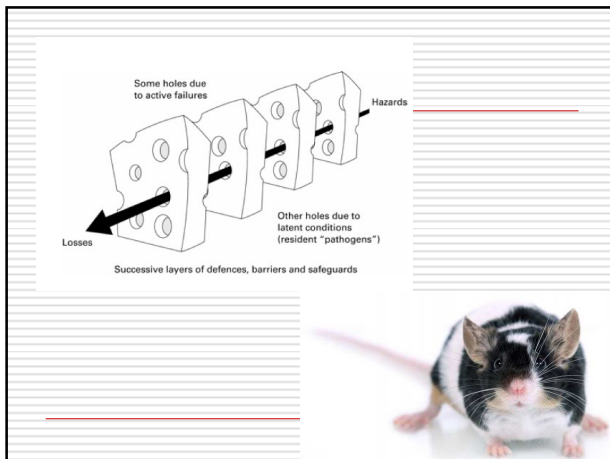 Some holes due
to active failures
Hazards
Other holes due to
latent conditions
(resident "pathogens")
Losses
Successive layers of defences, barriers and safeguards